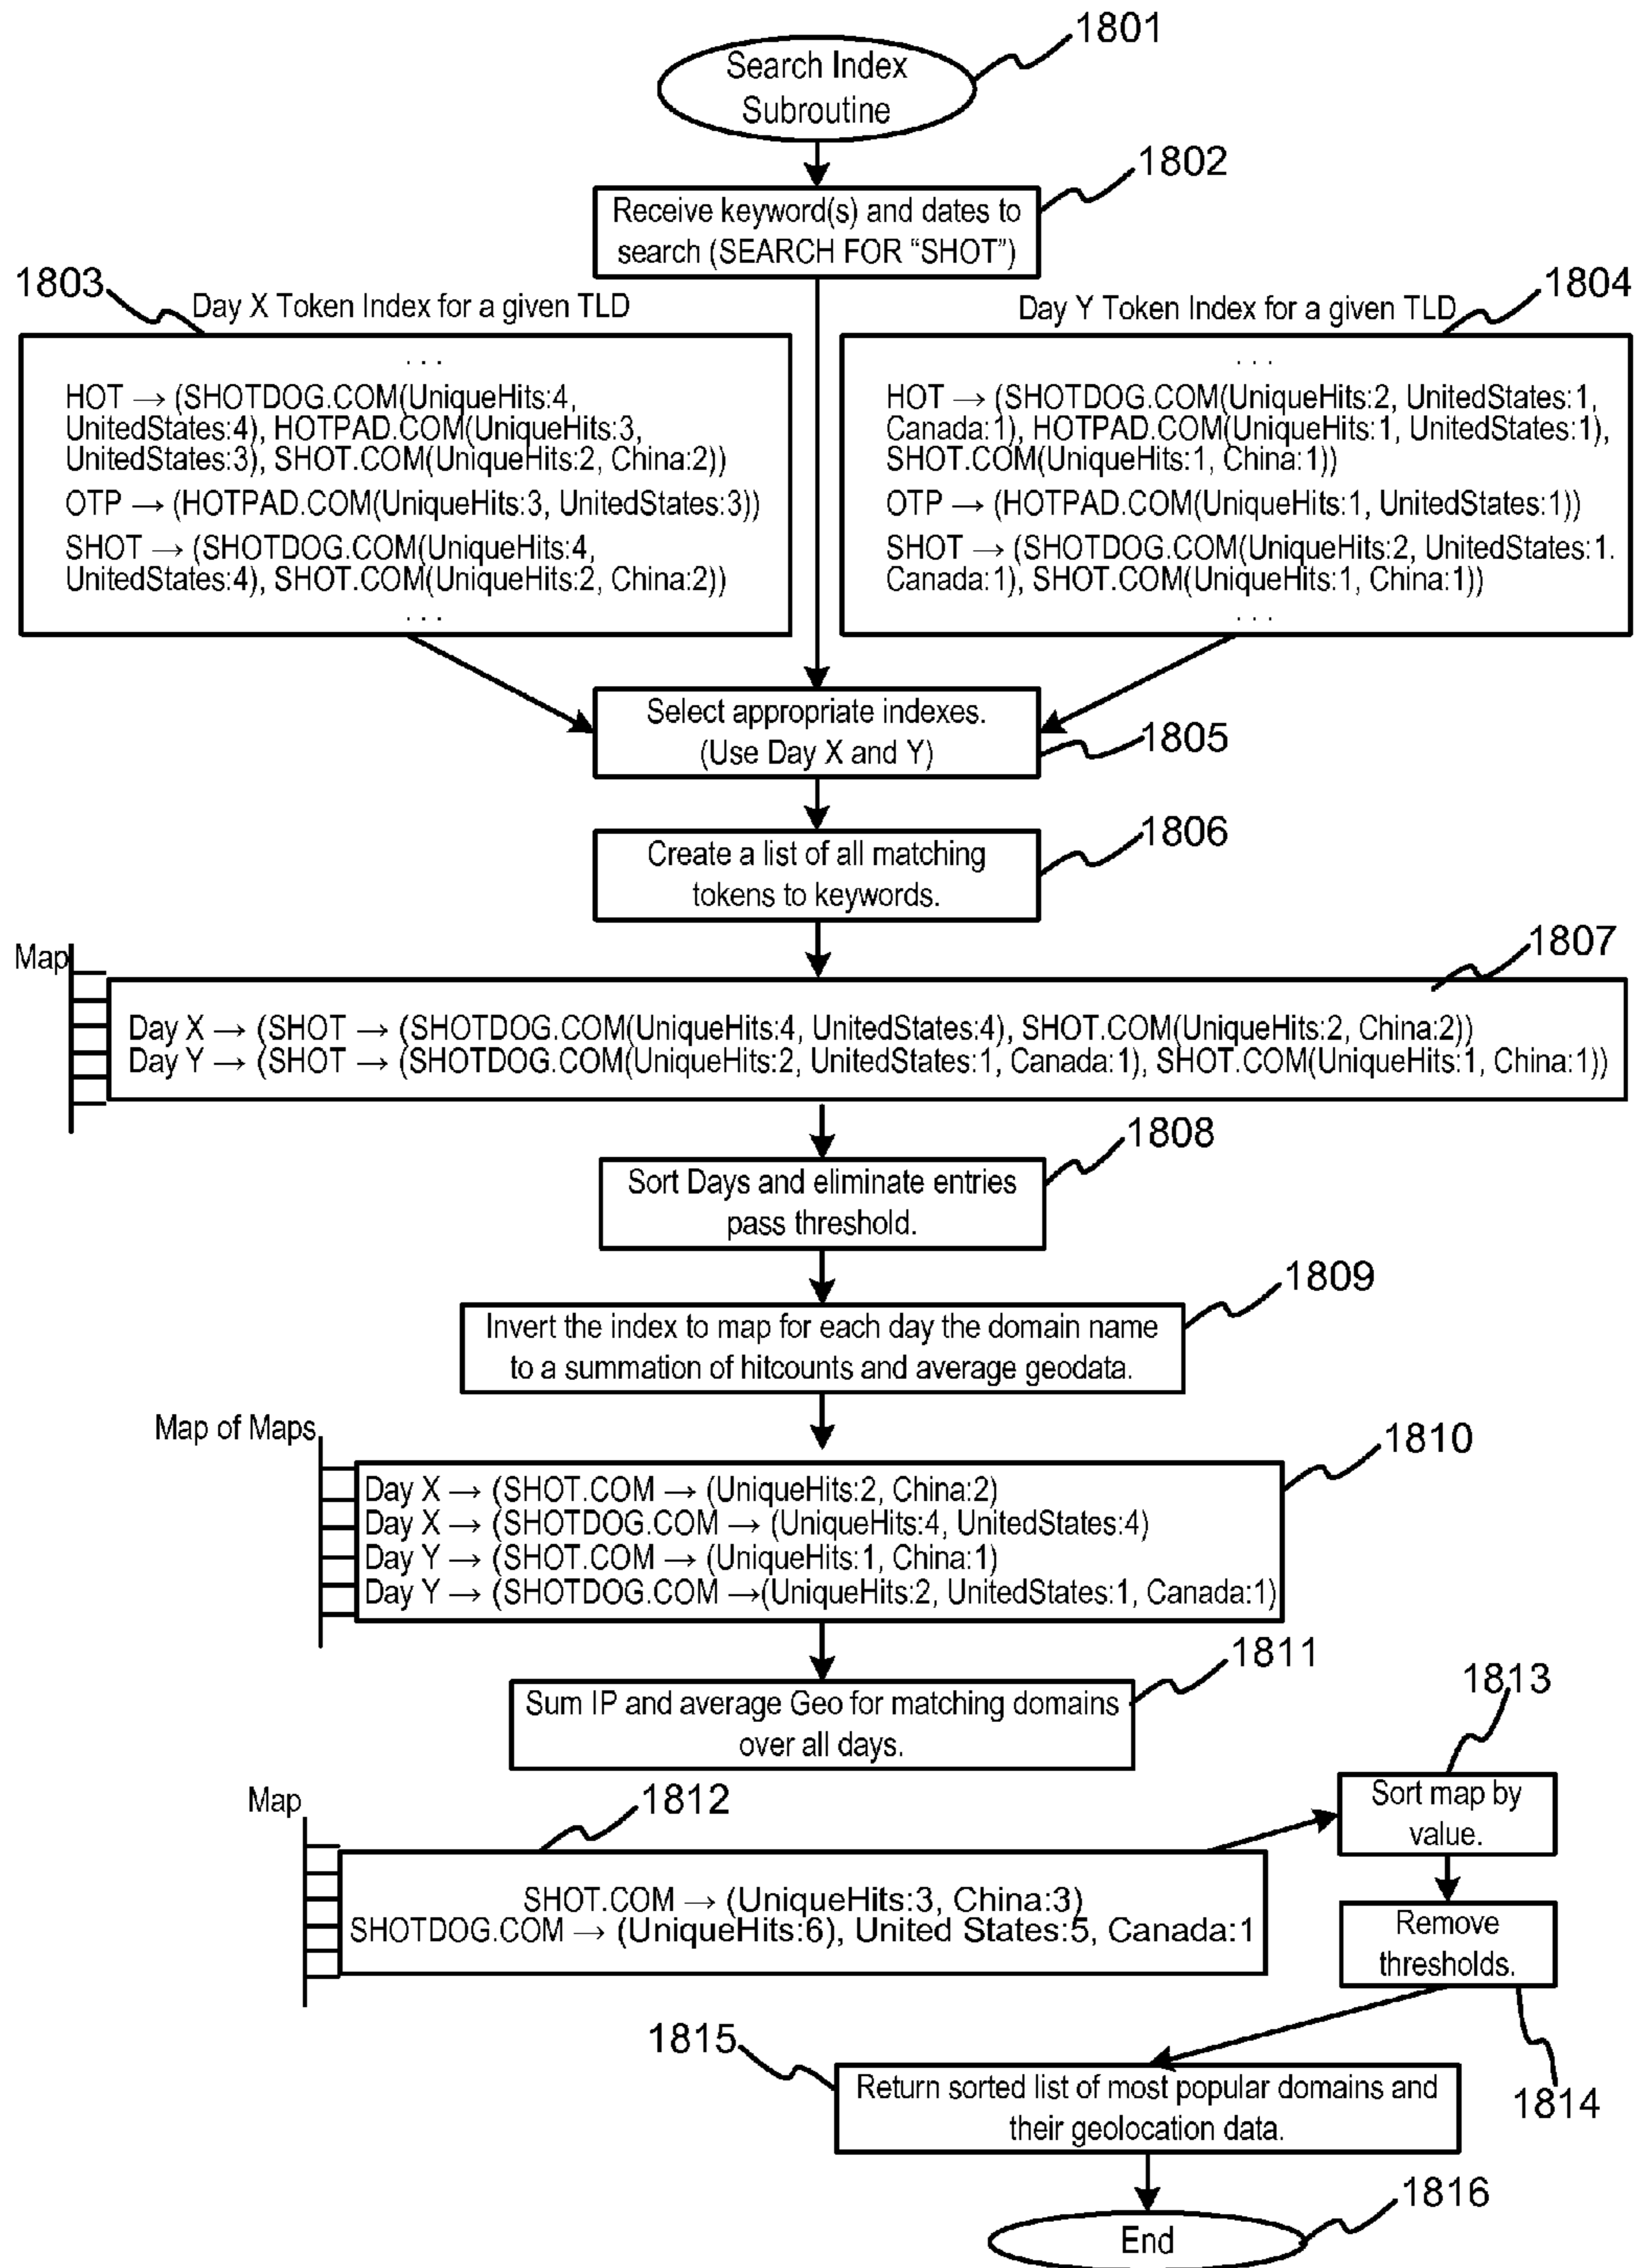 1801
Search Index
Subroutine
1802
Receive keyword(s) and dates to
search (SEARCH FOR “SHOT”)
1803
Day X Token Index for a given TLD
. . .
HOT → (SHOTDOG.COM(UniqueHits:4,
UnitedStates:4), HOTPAD.COM(UniqueHits:3,
UnitedStates:3), SHOT.COM(UniqueHits:2, China:2))
OTP → (HOTPAD.COM(UniqueHits:3, UnitedStates:3))
SHOT → (SHOTDOG.COM(UniqueHits:4,
UnitedStates:4), SHOT.COM(UniqueHits:2, China:2))
. . .
1804
Day Y Token Index for a given TLD
. . .
HOT → (SHOTDOG.COM(UniqueHits:2, UnitedStates:1,
Canada:1), HOTPAD.COM(UniqueHits:1, UnitedStates:1),
SHOT.COM(UniqueHits:1, China:1))
OTP → (HOTPAD.COM(UniqueHits:1, UnitedStates:1))
SHOT → (SHOTDOG.COM(UniqueHits:2, UnitedStates:1.
Canada:1), SHOT.COM(UniqueHits:1, China:1))
. . .
Select appropriate indexes.
(Use Day X and Y)
1805
1806
Create a list of all matching
tokens to keywords.
Map
1807
Day X → (SHOT → (SHOTDOG.COM(UniqueHits:4, UnitedStates:4), SHOT.COM(UniqueHits:2, China:2))
Day Y → (SHOT → (SHOTDOG.COM(UniqueHits:2, UnitedStates:1, Canada:1), SHOT.COM(UniqueHits:1, China:1))
1808
Sort Days and eliminate entries
pass threshold.
1809
Invert the index to map for each day the domain name
to a summation of hitcounts and average geodata.
Map of Maps
1810
Day X → (SHOT.COM → (UniqueHits:2, China:2)
Day X → (SHOTDOG.COM → (UniqueHits:4, UnitedStates:4)
Day Y → (SHOT.COM → (UniqueHits:1, China:1)
Day Y → (SHOTDOG.COM →(UniqueHits:2, UnitedStates:1, Canada:1)
1811
Sum IP and average Geo for matching domains
over all days.
Map
1812
SHOT.COM → (UniqueHits:3, China:3)
SHOTDOG.COM → (UniqueHits:6), United States:5, Canada:1
1813
Sort map by
value.
Remove
thresholds.
1814
1815
Return sorted list of most popular domains and
their geolocation data.
1816
End